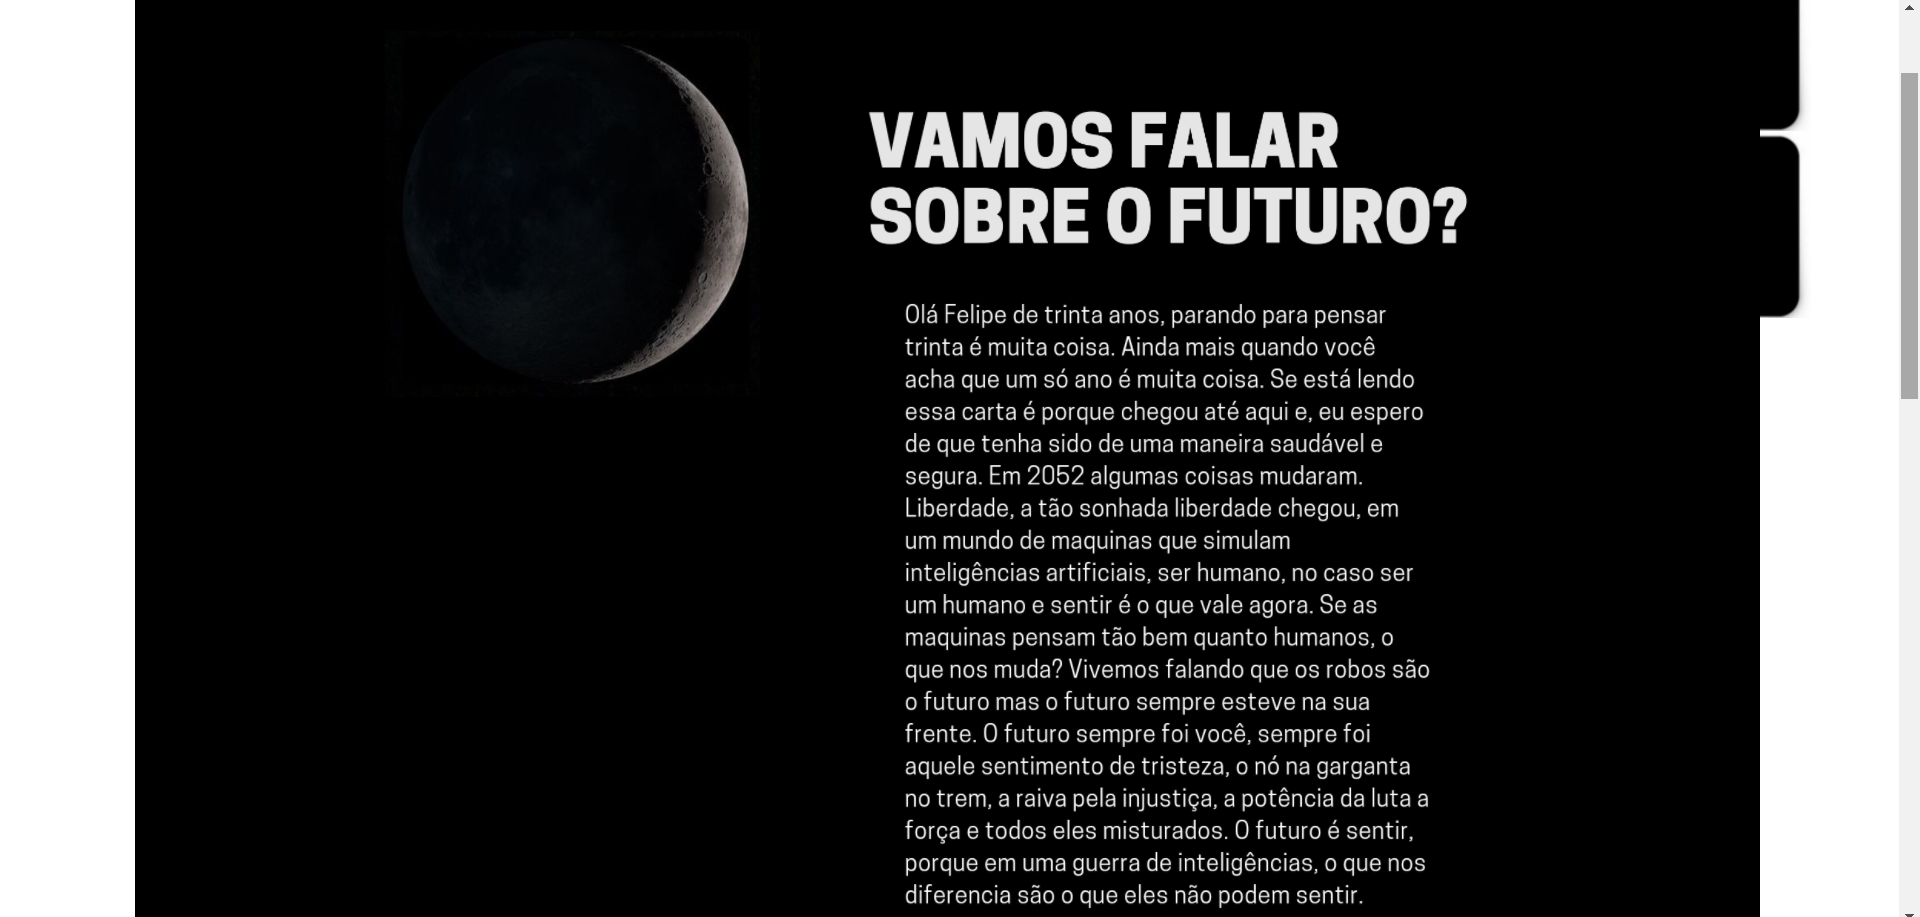 VAMOS FALAR
SOBRE O FUTURO?
Olá Felipe de trinta anos, parando para pensar
trinta é muita coisa. Ainda mais quando você
acha que um só ano é muita coisa. Se está lendo
essa carta é porque chegou até aqui e, eu espero
de que tenha sido de uma maneira saudável e
segura. Em 2052 algumas coisas mudaram.
Liberdade, a tão sonhada liberdade chegou, em
um mundo de maquinas que simulam
inteligências artificiais, ser humano, no caso ser
um humano e sentir é o que vale agora. Se as
maquinas pensam tão bem quanto humanos, o
que nos muda? Vivemos falando que os robos são
o futuro mas o futuro sempre esteve na sua
frente. O futuro sempre foi você, sempre foi
aquele sentimento de tristeza, o nó na garganta
no trem, a raiva pela injustiça, a potência da luta a
força e todos eles misturados. O futuro é sentir,
porque em uma guerra de inteligências, o que nos
diferencia são o que eles não podem sentir.